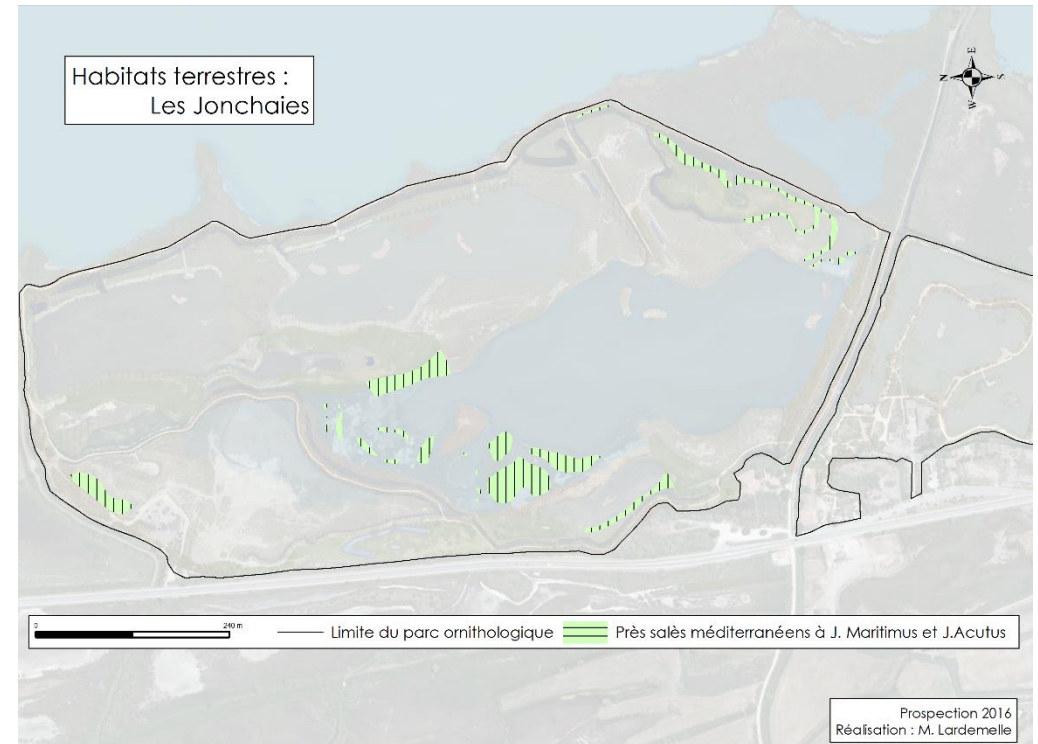 Habitats terrestres :
Les Jonchaies
E
N
S
W
0
240 m
Limite du parc ornithologique
Près salès méditerranéens à J. Maritimus et J.Acutus
Prospection 2016
Réalisation : M. Lardemelle